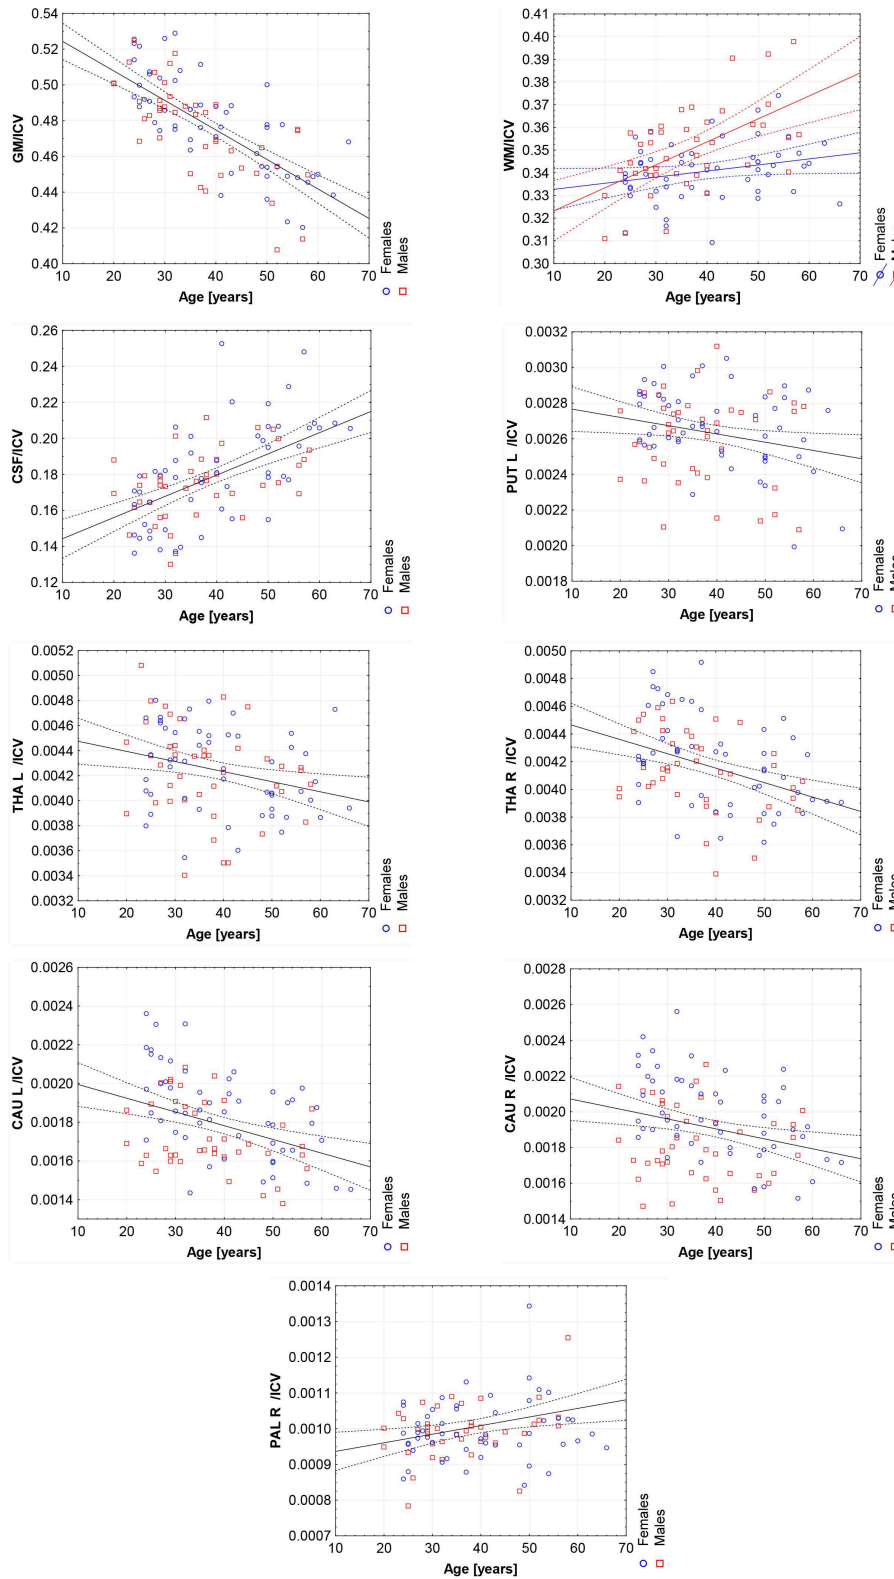 0.54
0.52
0.50
0.48
0.46
0.44
0.42
0.40
GM/ICV
10 20 30 40 50 60 70
Age [years]
Females
Males
0.41
0.40
0.39
0.38
0.37
0.36
0.35
0.34
0.33
0.32
0.31
0.30
WM/ICV
10 20 30 40 50 60 70
Age [years]
Females
0.26
0.24
0.22
0.20
0.18
0.16
0.14
0.12
CSF/ICV
10 20 30 40 50 60 70
Age [years]
Females
Males
0.0032
0.0030
0.0028
0.0026
0.0024
0.0022
0.0020
0.0018
PUT L /ICV
10 20 30 40 50 60 70
Age [years]
Females
0.0052
0.0050
0.0048
0.0046
0.0044
0.0042
0.0040
0.0038
0.0036
0.0034
0.0032
THA L /ICV
10 20 30 40 50 60 70
Age [years]
Females
Males
0.0050
0.0048
0.0046
0.0044
0.0042
0.0040
0.0038
0.0036
0.0034
0.0032
THA R /ICV
10 20 30 40 50 60 70
Age [years]
Females
0.0026
0.0024
0.0022
0.0020
0.0018
0.0016
0.0014
CAU L /ICV
10 20 30 40 50 60 70
Age [years]
Females
Males
0.0028
0.0026
0.0024
0.0022
0.0020
0.0018
0.0016
0.0014
CAU R /ICV
10 20 30 40 50 60 70
Age [years]
Females
0.0014
0.0013
0.0012
0.0011
0.0010
0.0009
0.0008
0.0007
PAL R /ICV
10 20 30 40 50 60 70
Age [years]
Females
Males